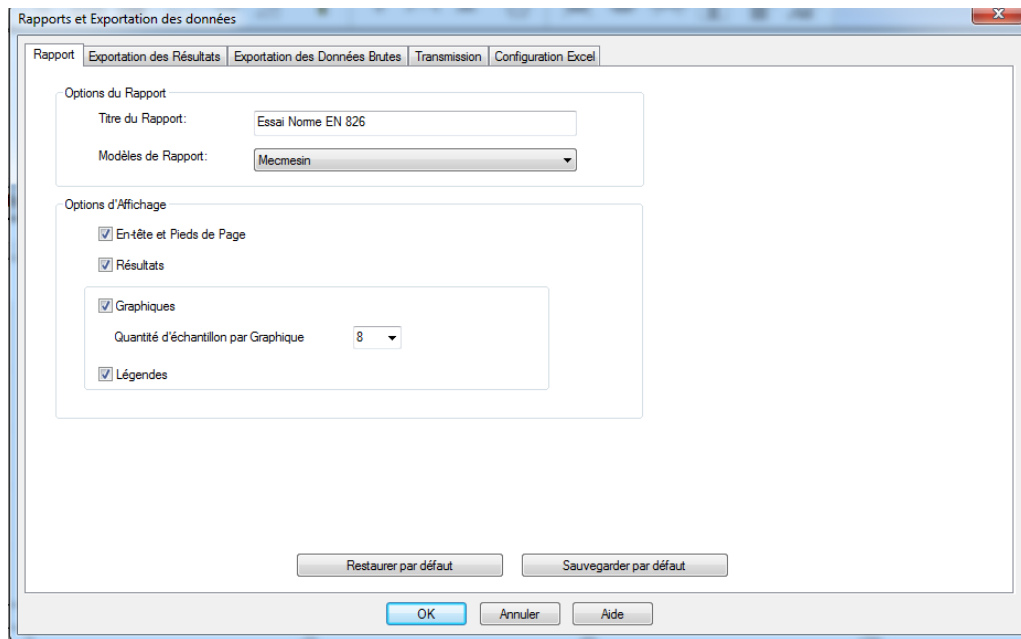 Rapports et Exportation des données
Rapport Exportation des Résultats Exportation des Données Brutes Transmission Configuration Excel
Options du Rapport
Titre du Rapport: Essai Norme EN 826
Modèles de Rapport: Mecmesin
Options d'Affichage
En-tête et Pieds de Page
Résultats
Graphiques
Quantité d'échantillon par Graphique 8
Légendes
Restaurer par défaut Sauvegarder par défaut
OK Annuler Aide